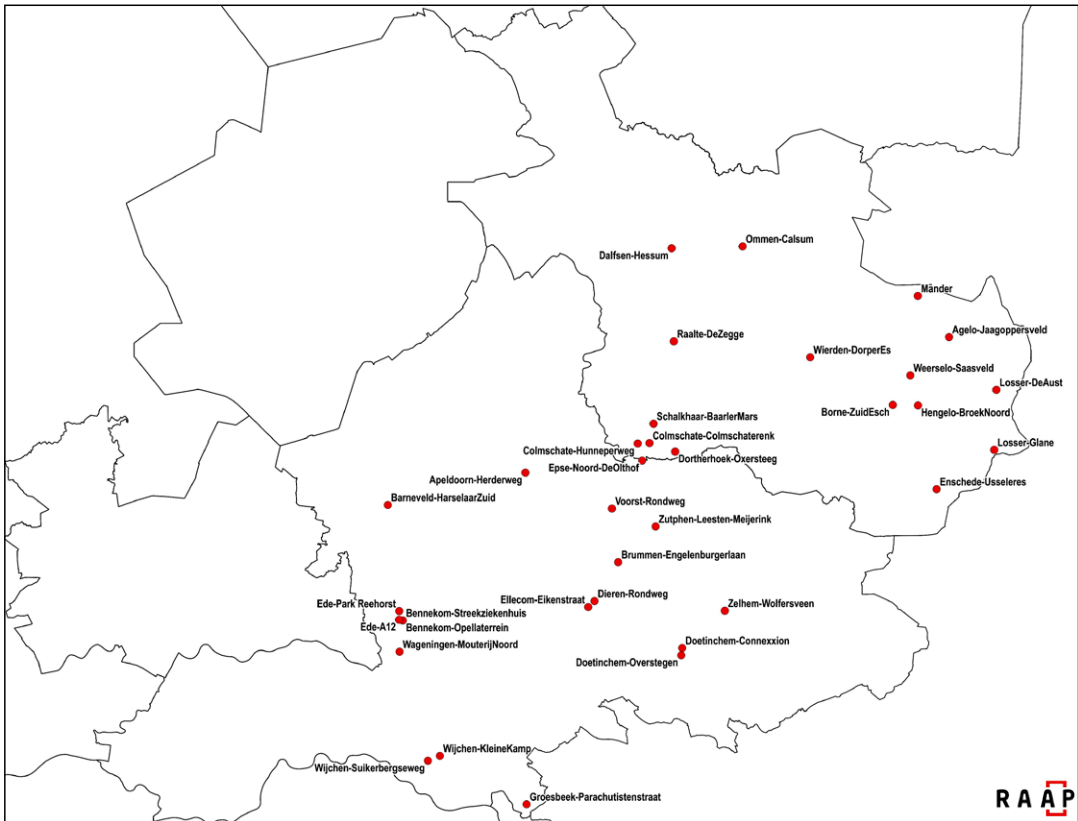 Ommen-Calsum
Dalfsen-Hessum
Mänder
Agelo-Jaagoppersveld
Raalte-DeZegge
Wierden-DorperEs
Weerselo-Saasveld
Losser-DeAust
Borne-ZuidEsch
Hengelo-BroekNoord
Schalkhaar-BaarlerMars
Colmschate-Colmschaterenk
Colmschate-Hunneperweg
Losser-Glane
Dortherhoek-Oxersteeg
Epse-Noord-DeOlthof
Apeldoorn-Herderweg
Enschede-Usseleres
Barneveld-HarselaarZuid
Voorst-Rondweg
Zutphen-Leesten-Meijerink
Brummen-Engelenburgerlaan
Ellecom-Eikenstraat
Dieren-Rondweg
Ede-Park Reehorst
Zelhem-Wolfersveen
Bennekom-Streekziekenhuis
Ede-A12
Bennekom-Opellaterrein
Wageningen-MouterijNoord
Doetinchem-Connexxion
Doetinchem-Overstegen
Wijchen-KleineKamp
Wijchen-Suikerbergseweg
Groesbeek-Parachutistenstraat
RAAP